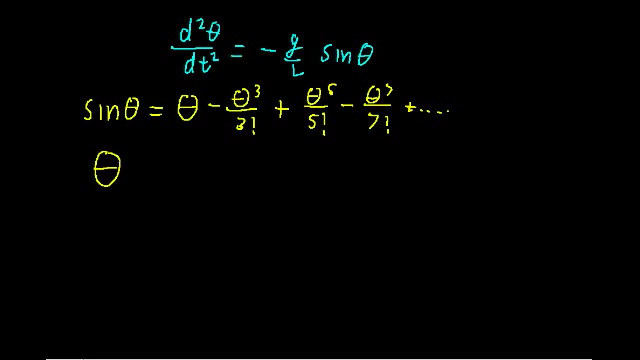 d²θ/dt² = - g/L sinθ
sinθ = θ - θ³/3! + θ⁵/5! - θ⁷/7! + ....
θ